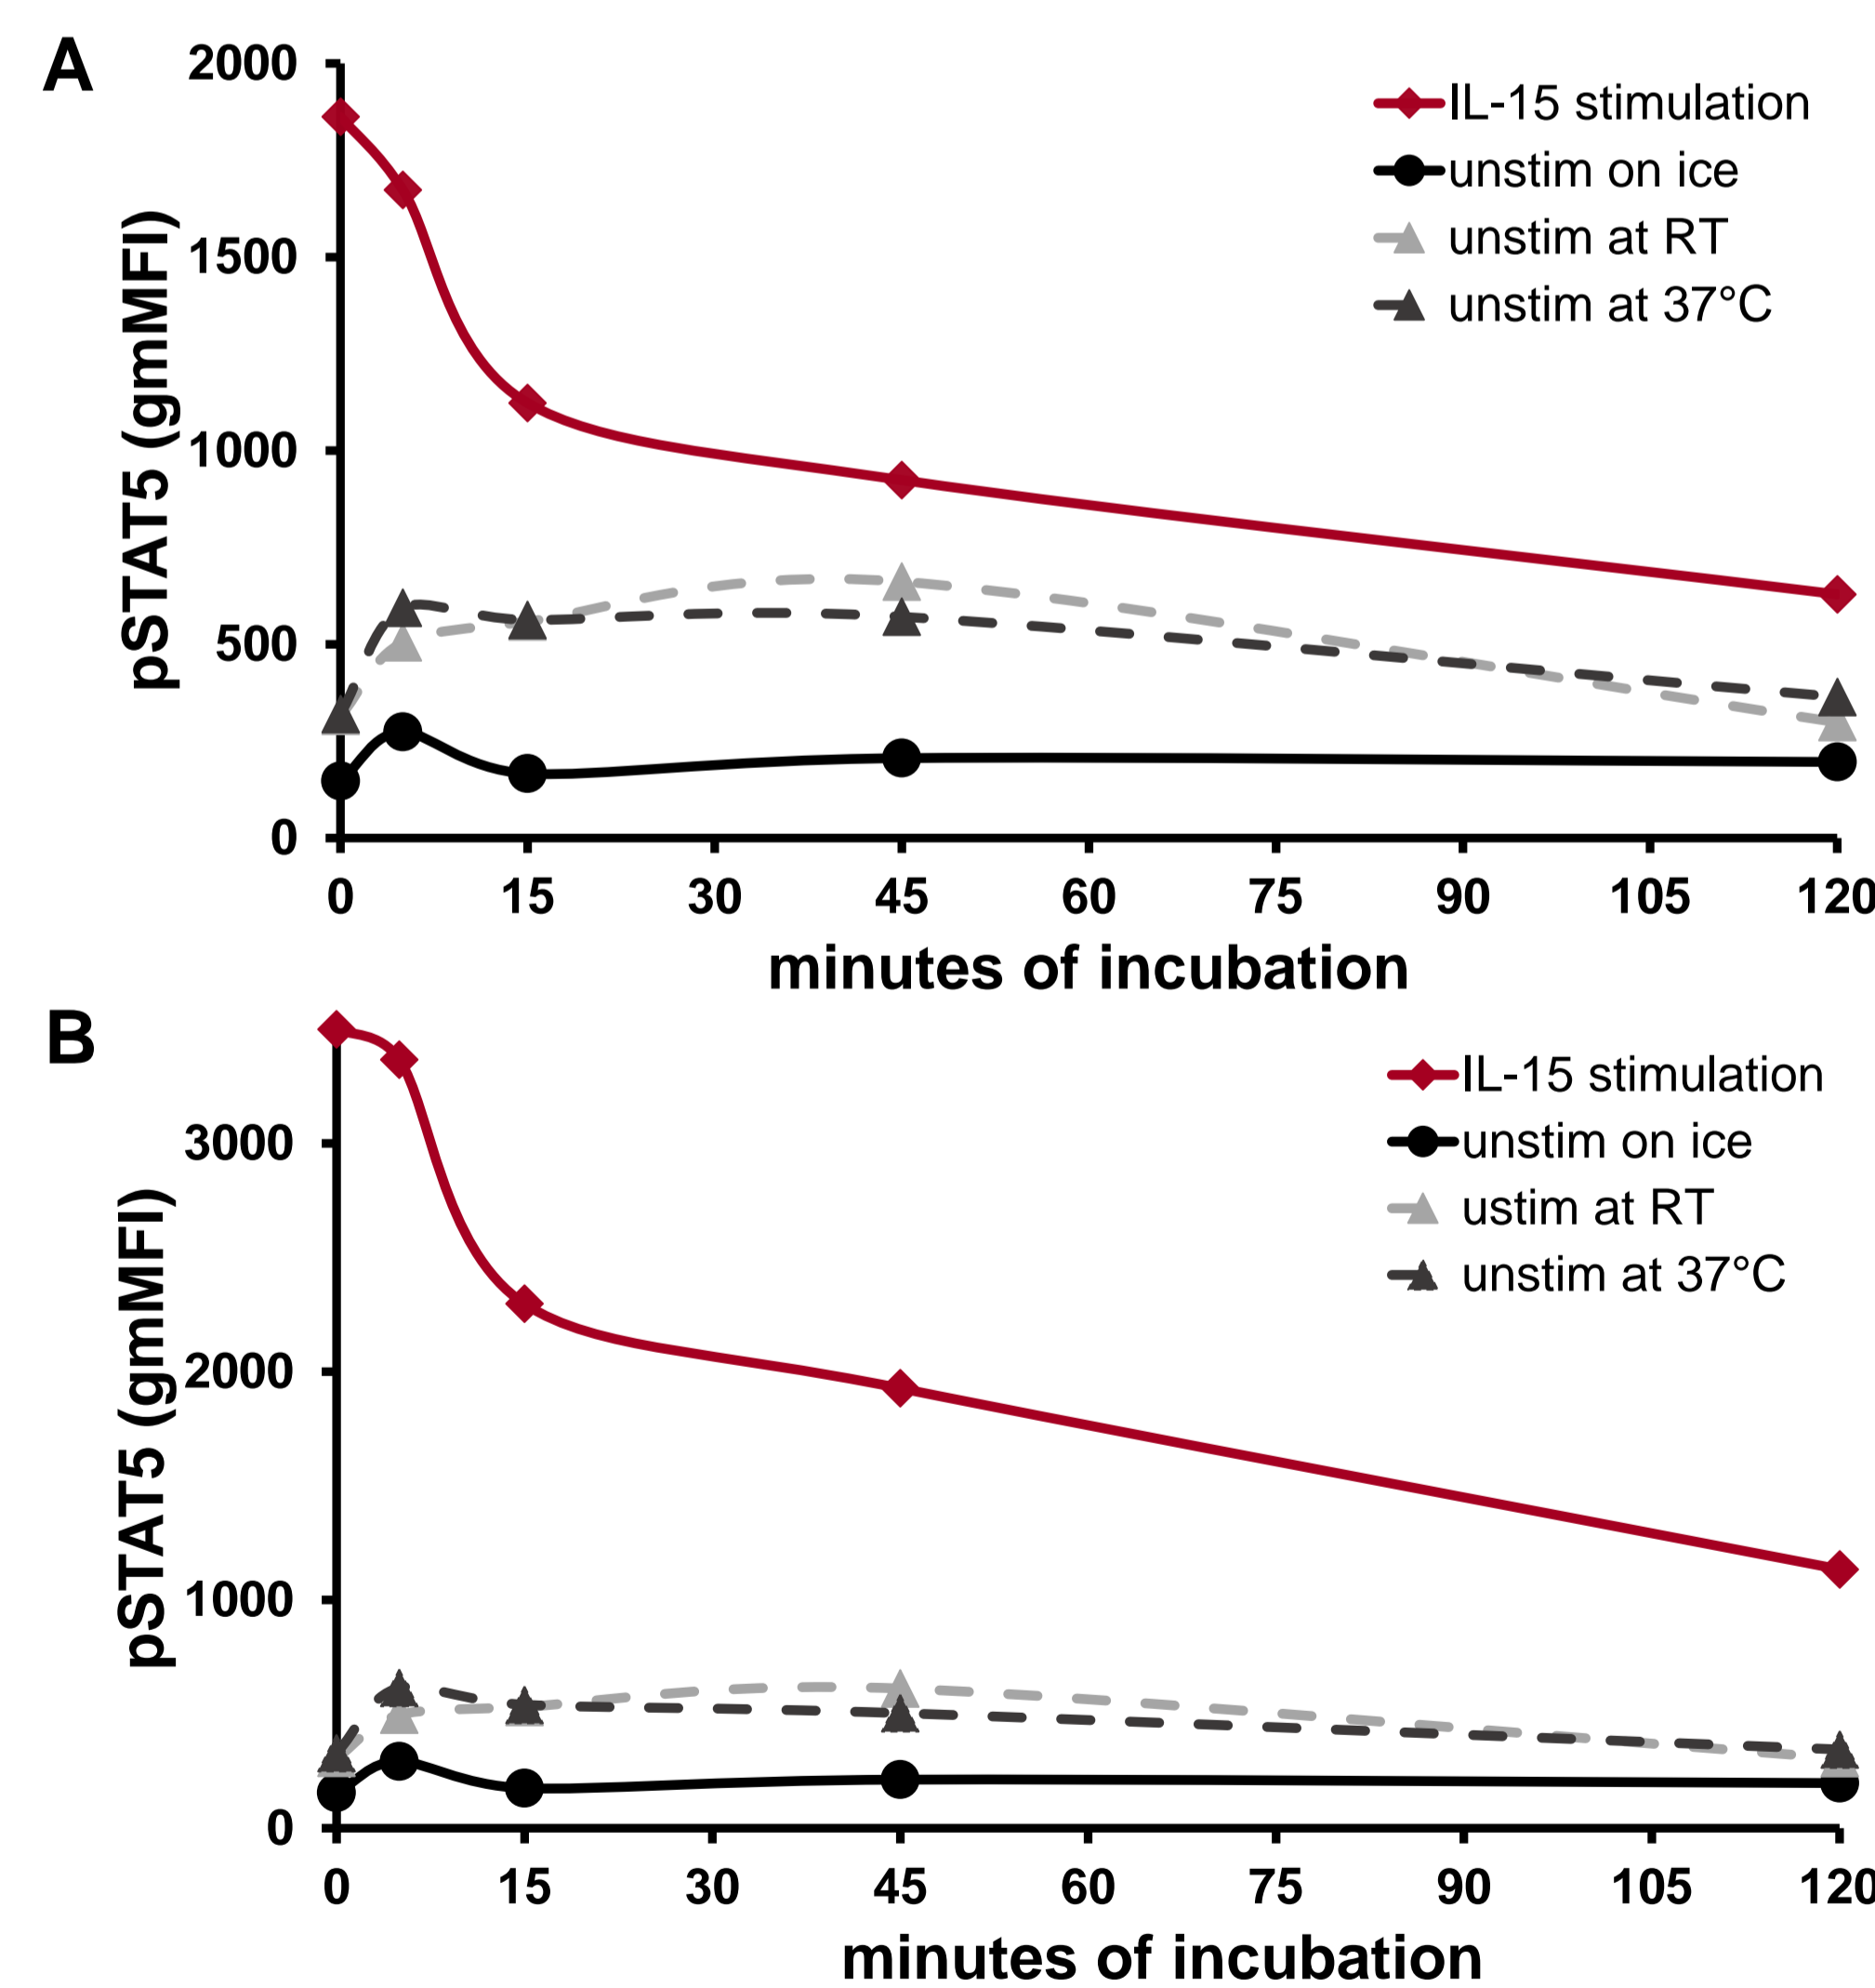 A
2000
1500
1000
500
0
pSTAT5 (gmMFI)
IL-15 stimulation
unstim on ice
unstim at RT
unstim at 37°C
0 15 30 45 60 75 90 105 120
minutes of incubation
B
3000
2000
1000
0
pSTAT5 (gmMFI)
IL-15 stimulation
unstim on ice
ustim at RT
unstim at 37°C
0 15 30 45 60 75 90 105 120
minutes of incubation